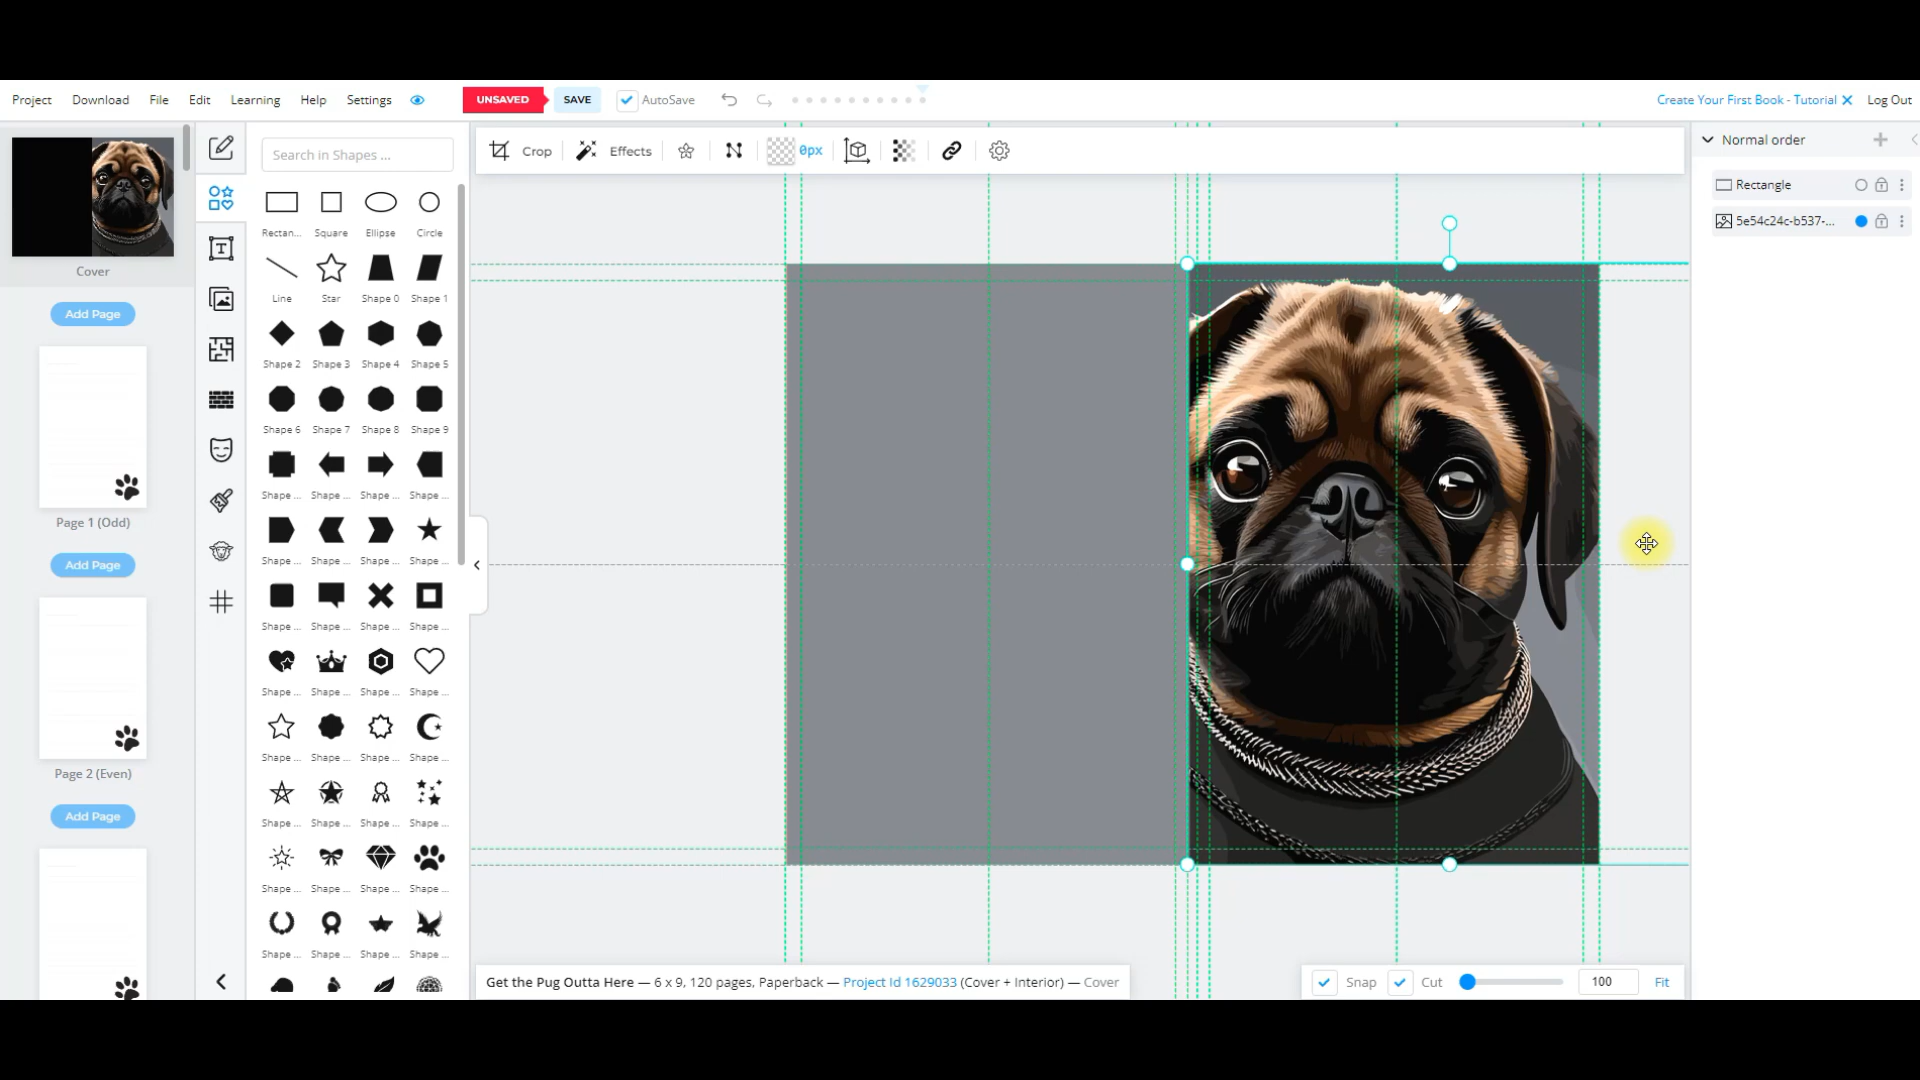 Project
Download
File
Edit
Learning
Help
Settings
UNSAVED
SAVE
AutoSave
Create Your First Book - Tutorial
Log Out
Cover
Add Page
Page 1 (Odd)
Add Page
Page 2 (Even)
Add Page
Search in Shapes ...
Rectan... Square Ellipse Circle
Line Star Shape 0 Shape 1
Shape 2 Shape 3 Shape 4 Shape 5
Shape 6 Shape 7 Shape 8 Shape 9
Shape ... Shape ... Shape ... Shape ...
Shape ... Shape ... Shape ... Shape ...
Shape ... Shape ... Shape ... Shape ...
Shape ... Shape ... Shape ... Shape ...
Shape ... Shape ... Shape ... Shape ...
Shape ... Shape ... Shape ... Shape ...
Shape ... Shape ... Shape ... Shape ...
Shape ... Shape ... Shape ... Shape ...
Crop
Effects
0px
Normal order
Rectangle
5e54c24c-b537-...
Get the Pug Outta Here — 6 x 9, 120 pages, Paperback — Project Id 1629033 (Cover + Interior) — Cover
Snap
Cut
100
Fit